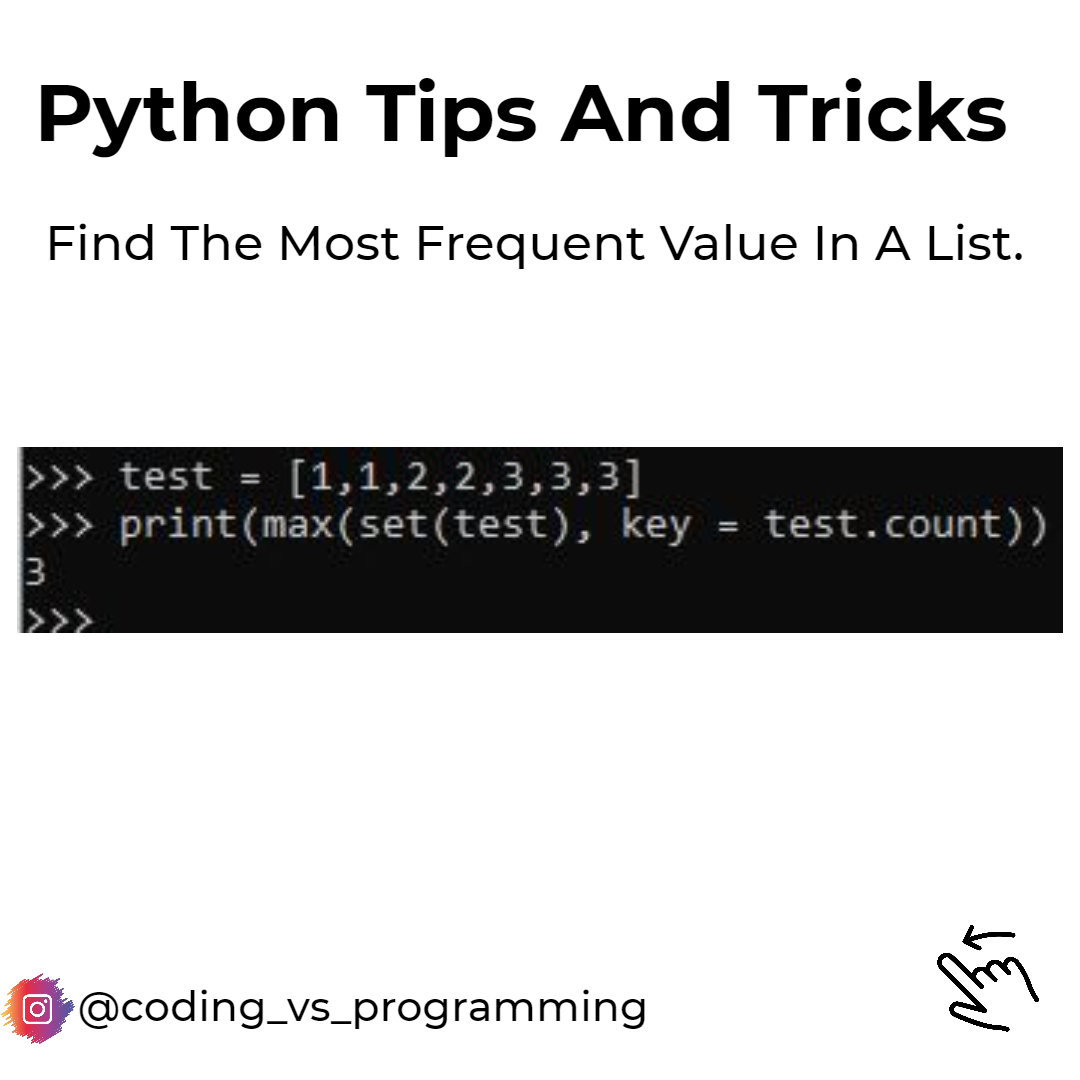 Python Tips And Tricks
Find The Most Frequent Value In A List.
>>> test = [1,1,2,2,3,3,3]
>>> print(max(set(test), key = test.count))
3
>>>
@coding_vs_programming